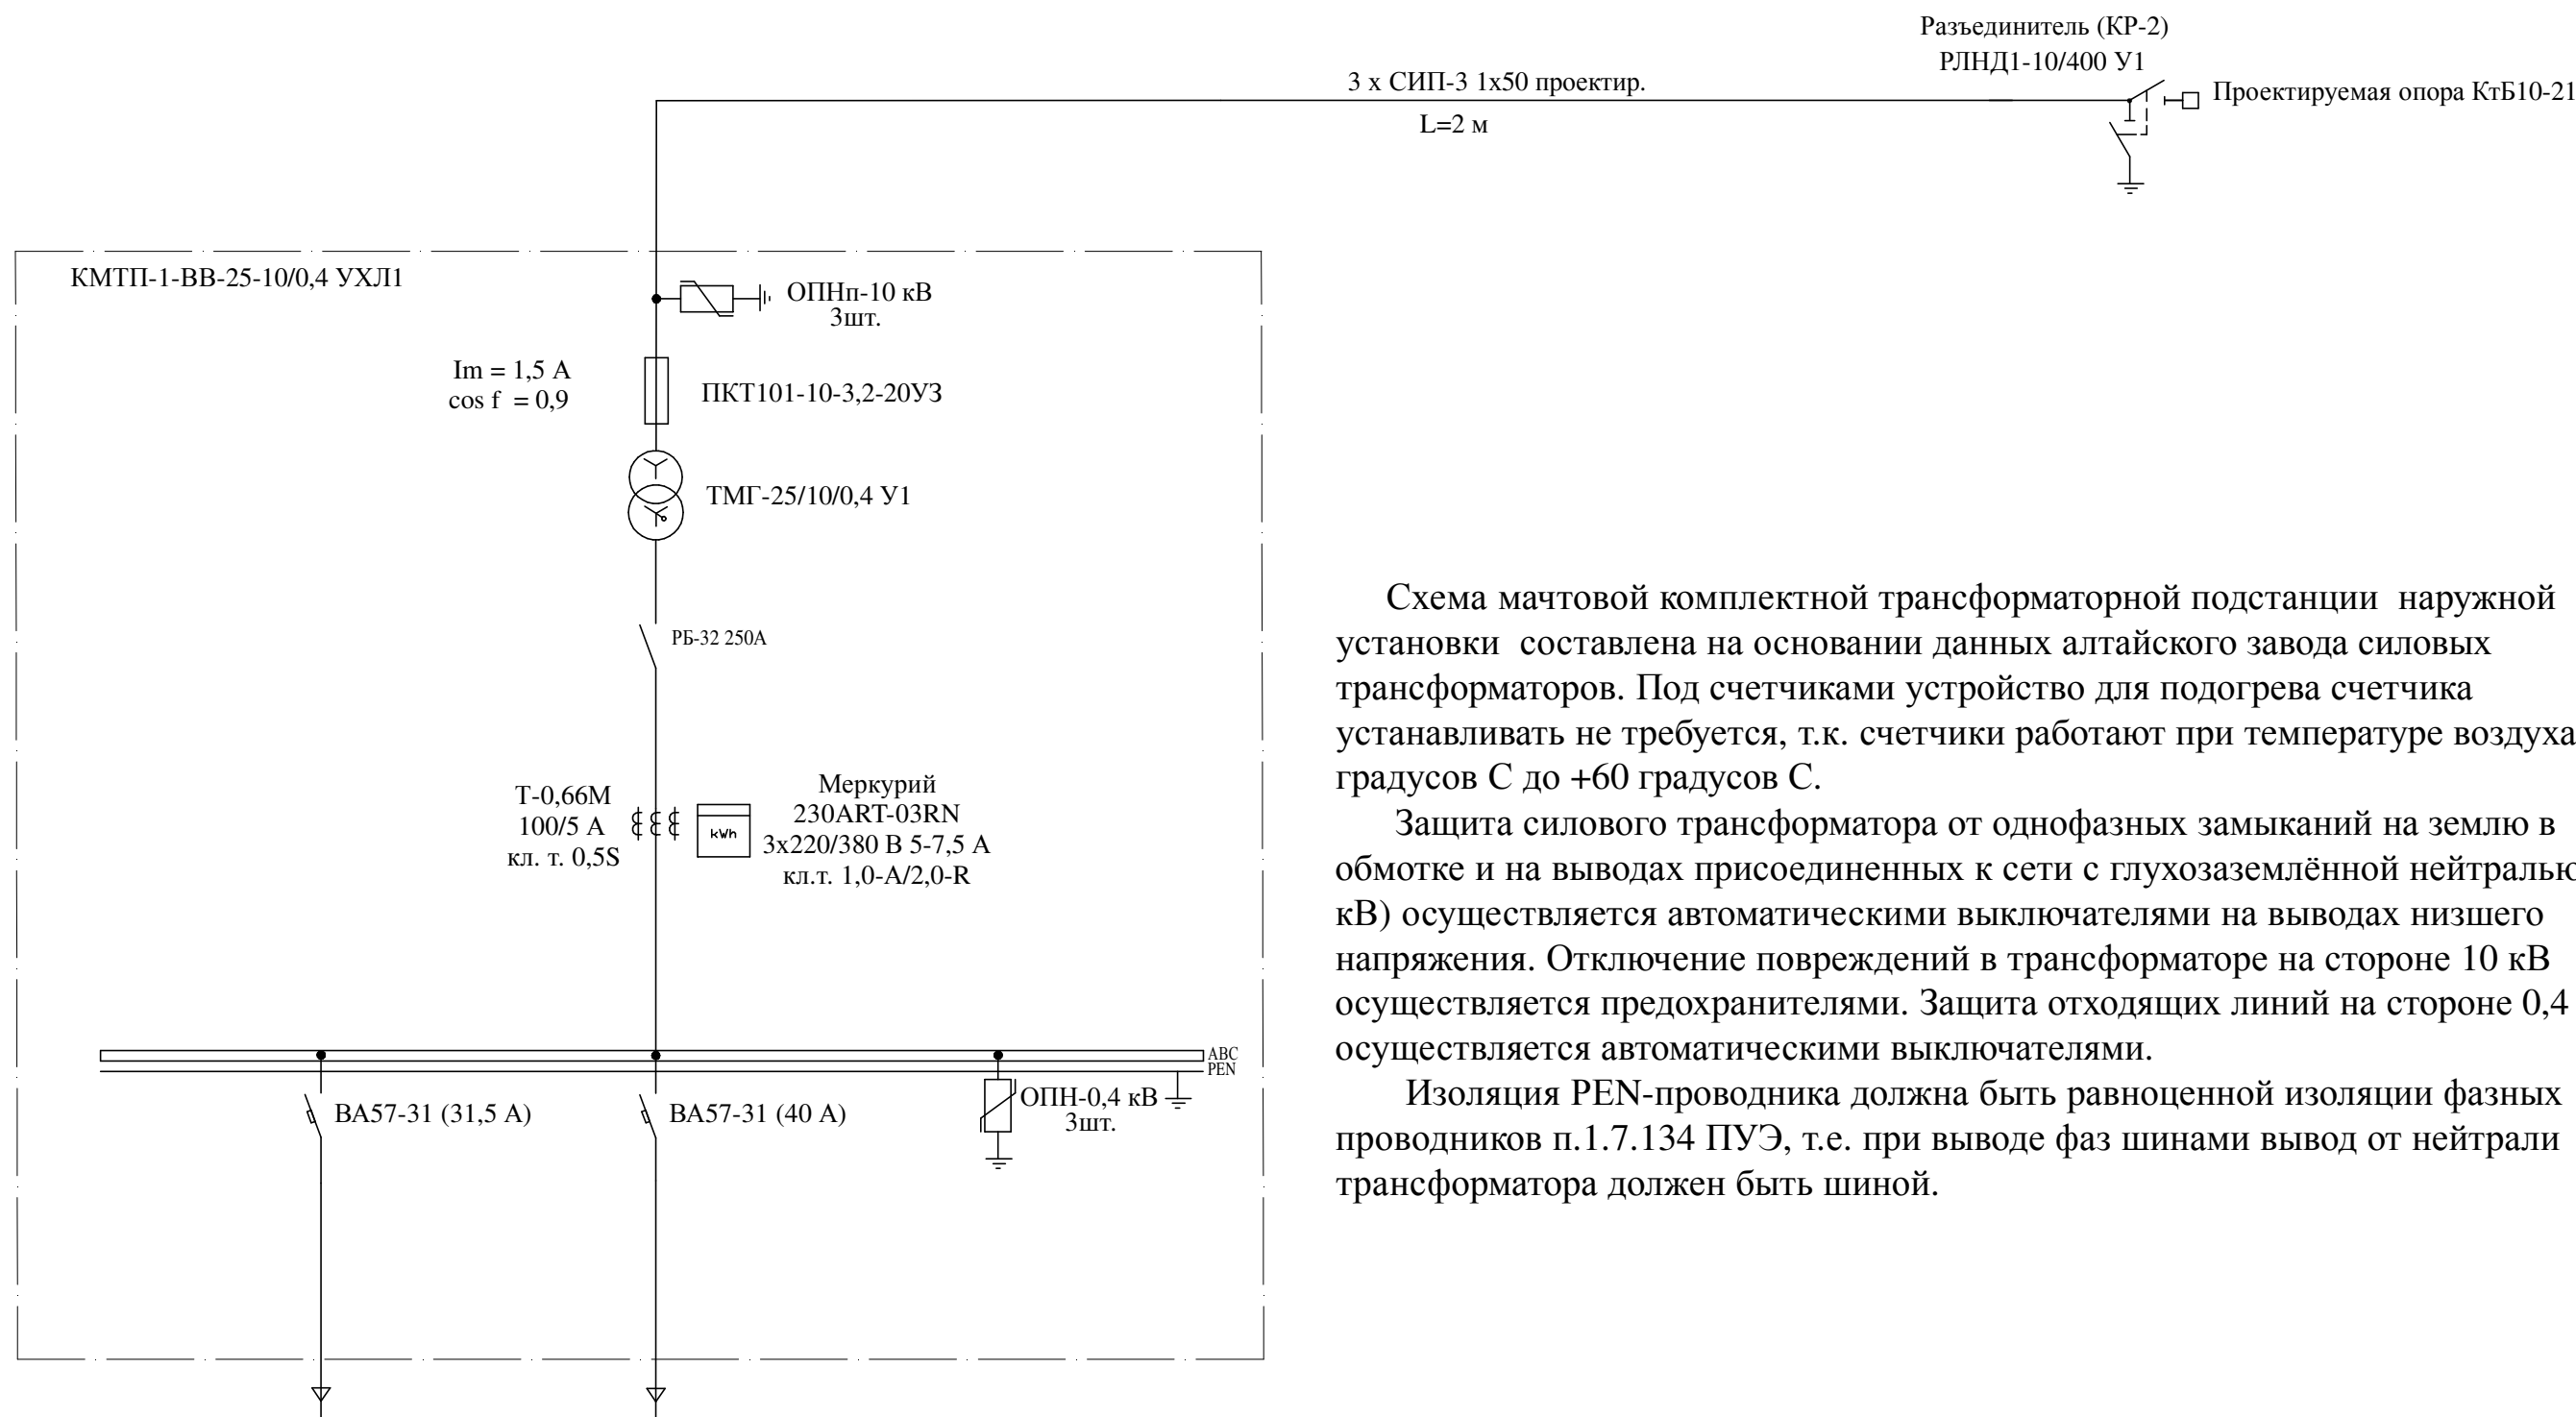 Разъединитель (КР-2)
РЛНД1-10/400 У1
3 х СИП-3 1х50 проектир.
L=2 м
Проектируемая опора КтБ10-21
КМТП-1-ВВ-25-10/0,4 УХЛ1
ОПНп-10 кВ
3шт.
Im = 1,5 А
cos f = 0,9
ПКТ101-10-3,2-20У3
ТМГ-25/10/0,4 У1
РБ-32 250А
Т-0,66М
100/5 А
кл. т. 0,5S
kWh
Меркурий
230ART-03RN
3х220/380 В 5-7,5 А
кл.т. 1,0-А/2,0-R
ABC
PEN
ВА57-31 (31,5 А)
ВА57-31 (40 А)
ОПН-0,4 кВ
3шт.
Схема мачтовой комплектной трансформаторной подстанции наружной
установки составлена на основании данных алтайского завода силовых
трансформаторов. Под счетчиками устройство для подогрева счетчика
устанавливать не требуется, т.к. счетчики работают при температуре воздуха
градусов С до +60 градусов С.
Защита силового трансформатора от однофазных замыканий на землю в
обмотке и на выводах присоединенных к сети с глухозаземлённой нейтралью
кВ) осуществляется автоматическими выключателями на выводах низшего
напряжения. Отключение повреждений в трансформаторе на стороне 10 кВ
осуществляется предохранителями. Защита отходящих линий на стороне 0,4
осуществляется автоматическими выключателями.
Изоляция PEN-проводника должна быть равноценной изоляции фазных
проводников п.1.7.134 ПУЭ, т.е. при выводе фаз шинами вывод от нейтрали
трансформатора должен быть шиной.